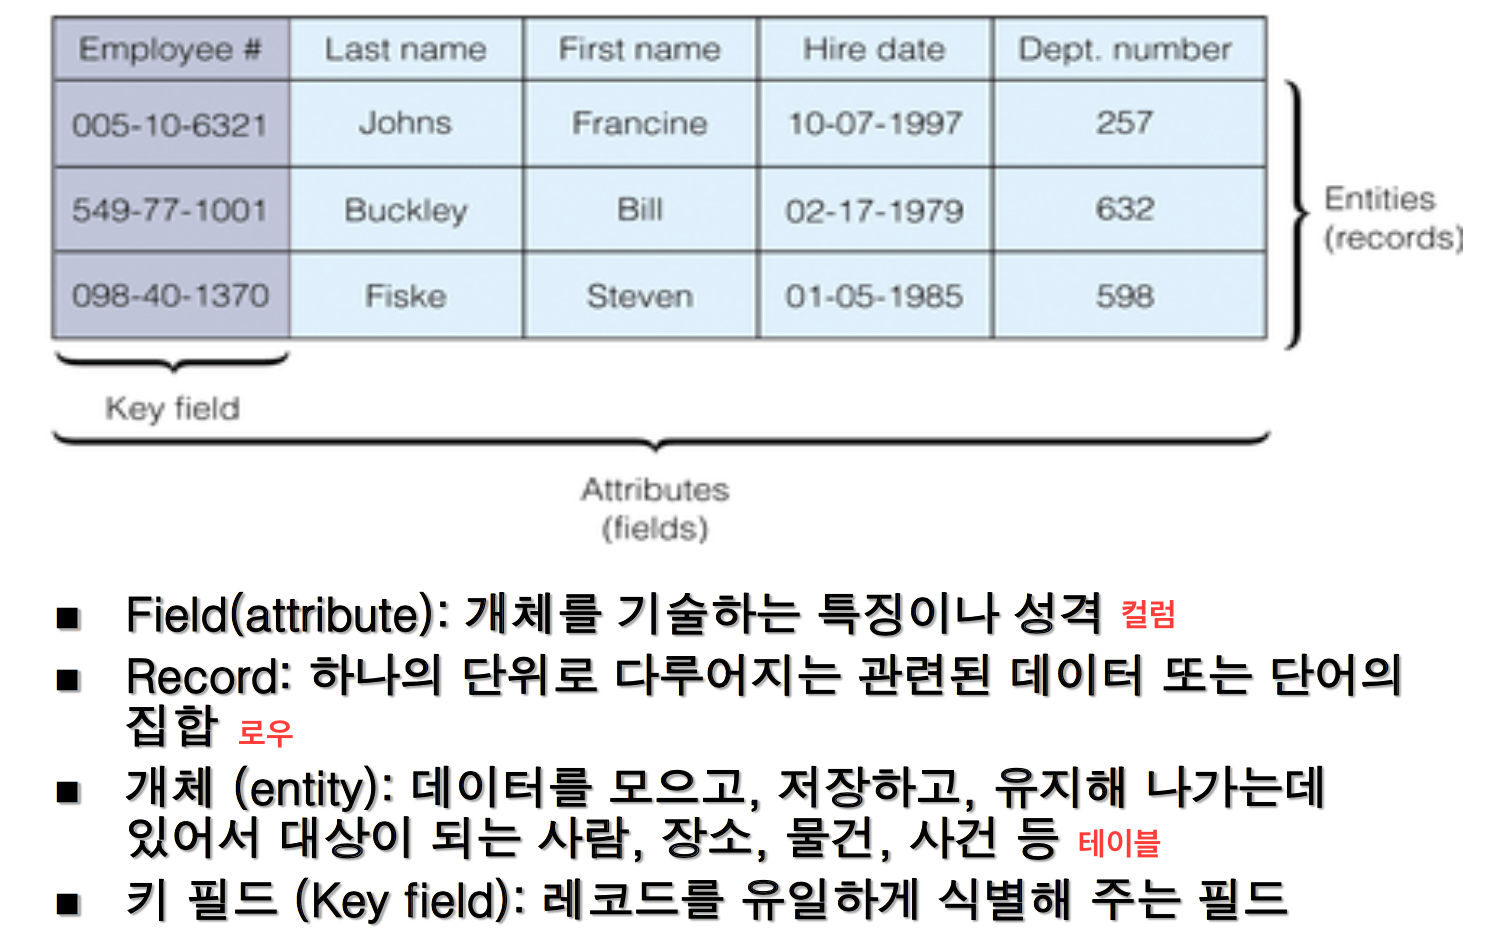 Employee # Last name First name Hire date Dept. number
005-10-6321 Johns Francine 10-07-1997 257
549-77-1001 Buckley Bill 02-17-1979 632
098-40-1370 Fiske Steven 01-05-1985 598
Entities
(records)
Key field
Attributes
(fields)
■ Field(attribute): 개체를 기술하는 특징이나 성격 컬럼
■ Record: 하나의 단위로 다루어지는 관련된 데이터 또는 단어의
집합 로우
■ 개체 (entity): 데이터를 모으고, 저장하고, 유지해 나가는데
있어서 대상이 되는 사람, 장소, 물건, 사건 등 테이블
■ 키 필드 (Key field): 레코드를 유일하게 식별해 주는 필드